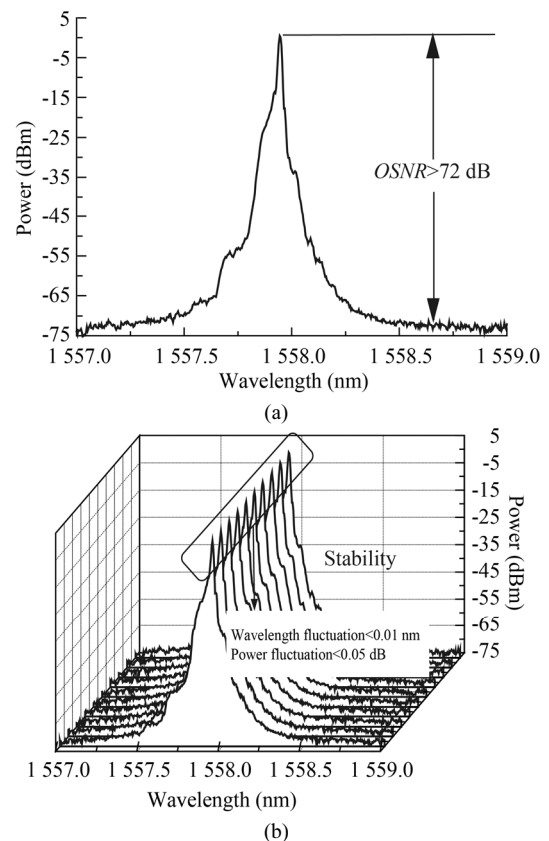 5
-5
-15
-25
-35
-45
-55
-65
-75
Power (dBm)
OSNR>72 dB
1 557.0 1 557.5 1 558.0 1 558.5 1 559.0
Wavelength (nm)
(a)
5
-5
-15
-25
-35
-45
-55
-65
-75
Power (dBm)
Stability
Wavelength fluctuation<0.01 nm
Power fluctuation<0.05 dB
1 557.0 1 557.5 1 558.0 1 558.5 1 559.0
Wavelength (nm)
(b)